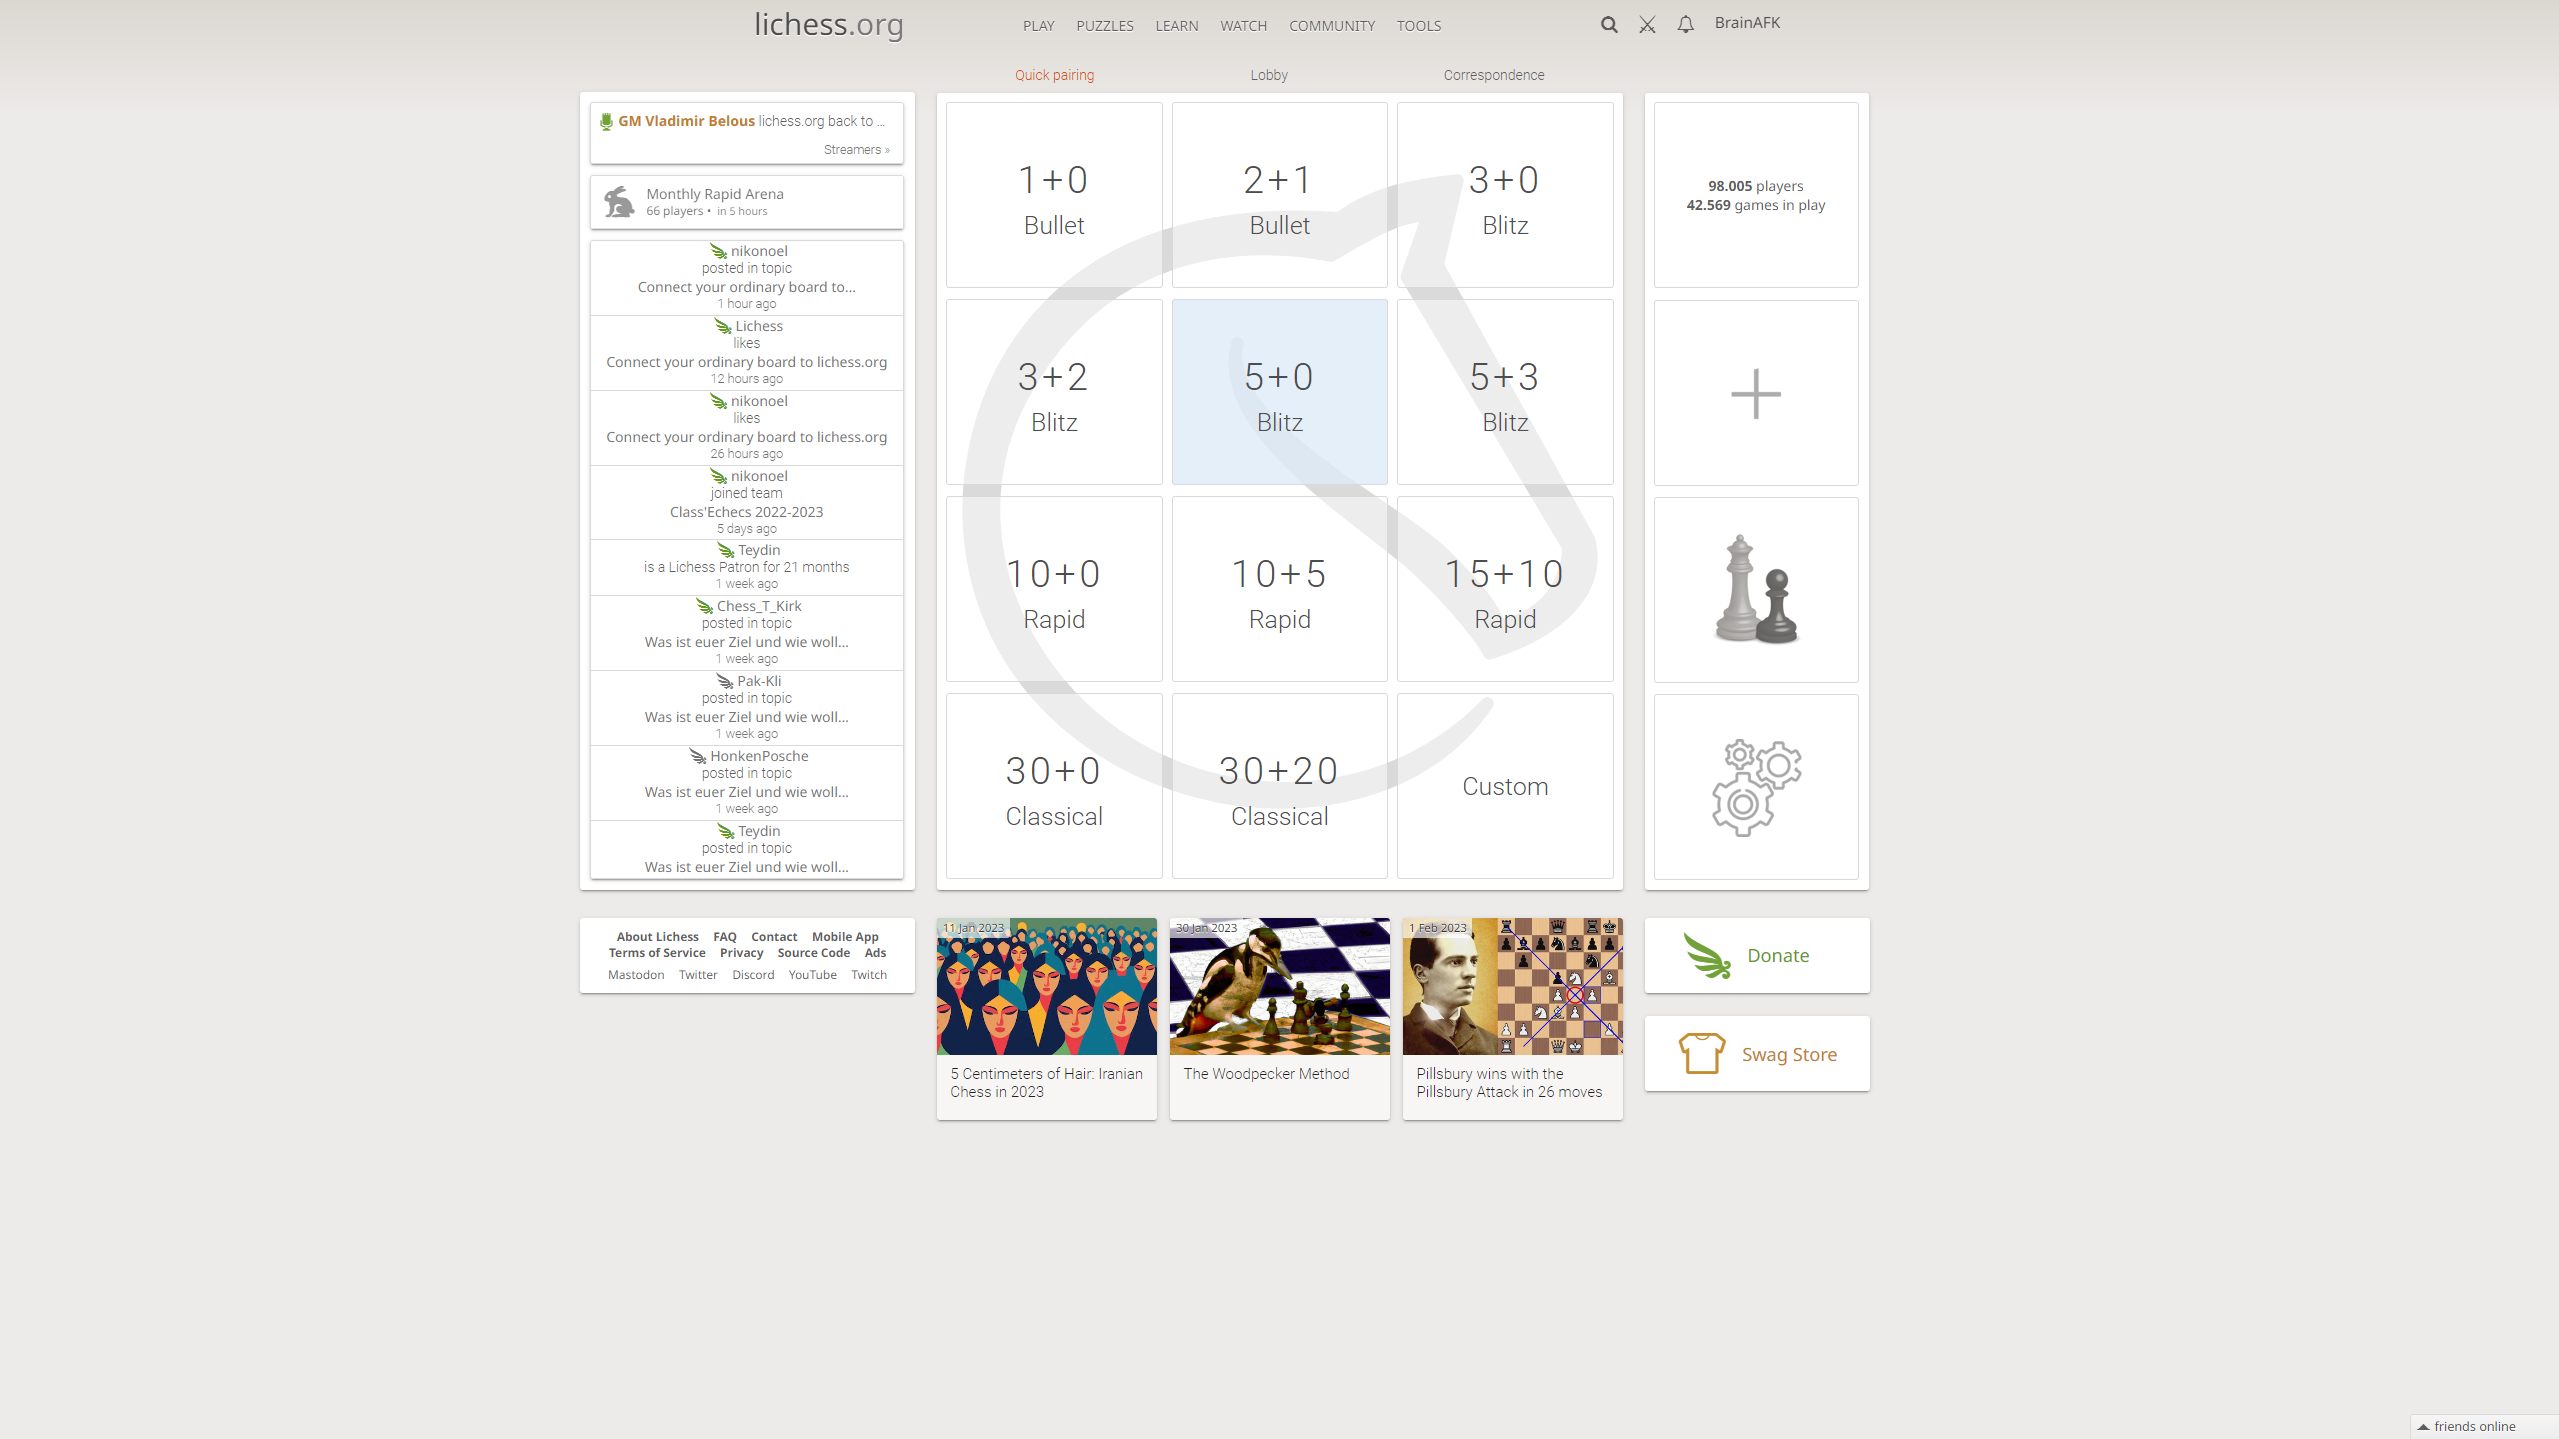 lichess.org
PLAY PUZZLES LEARN WATCH COMMUNITY TOOLS
BrainAFK
Quick pairing Lobby Correspondence
GM Vladimir Belous lichess.org back to ...
Streamers »
Monthly Rapid Arena
66 players • in 5 hours
nikonoel
posted in topic
Connect your ordinary board to...
1 hour ago
Lichess
likes
Connect your ordinary board to lichess.org
12 hours ago
nikonoel
likes
Connect your ordinary board to lichess.org
26 hours ago
nikonoel
joined team
Class'Echecs 2022-2023
5 days ago
Teydin
is a Lichess Patron for 21 months
1 week ago
Chess_T_Kirk
posted in topic
Was ist euer Ziel und wie woll...
1 week ago
Pak-Kli
posted in topic
Was ist euer Ziel und wie woll...
1 week ago
HonkenPosche
posted in topic
Was ist euer Ziel und wie woll...
1 week ago
Teydin
posted in topic
Was ist euer Ziel und wie woll...
1+0
Bullet
2+1
Bullet
3+0
Blitz
3+2
Blitz
5+0
Blitz
5+3
Blitz
10+0
Rapid
10+5
Rapid
15+10
Rapid
30+0
Classical
30+20
Classical
Custom
98.005 players
42.569 games in play
About Lichess FAQ Contact Mobile App
Terms of Service Privacy Source Code Ads
Mastodon Twitter Discord YouTube Twitch
11 Jan 2023
5 Centimeters of Hair: Iranian
Chess in 2023
30 Jan 2023
The Woodpecker Method
1 Feb 2023
Pillsbury wins with the
Pillsbury Attack in 26 moves
Donate
Swag Store
friends online